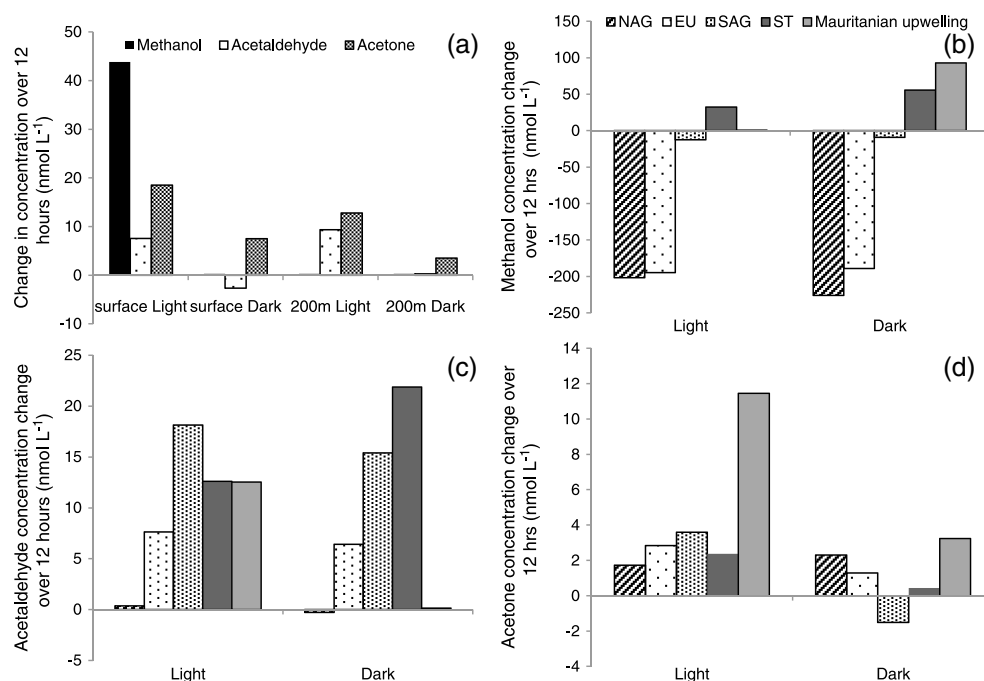 Change in concentration over 12
hours (nmol L⁻¹)
50
40
30
20
10
0
-10
Methanol Acetaldehyde Acetone
(a)
surface Light surface Dark 200m Light 200m Dark
Methanol concentration change
over 12 hrs (nmol L⁻¹)
150
100
50
0
-50
-100
-150
-200
-250
NAG EU SAG ST Mauritanian upwelling
(b)
Light Dark
Acetaldehyde concentration change
over 12 hours (nmol L⁻¹)
25
20
15
10
5
0
-5
(c)
Light Dark
Acetone concentration change over
12 hrs (nmol L⁻¹)
14
12
10
8
6
4
2
0
-2
-4
(d)
Light Dark